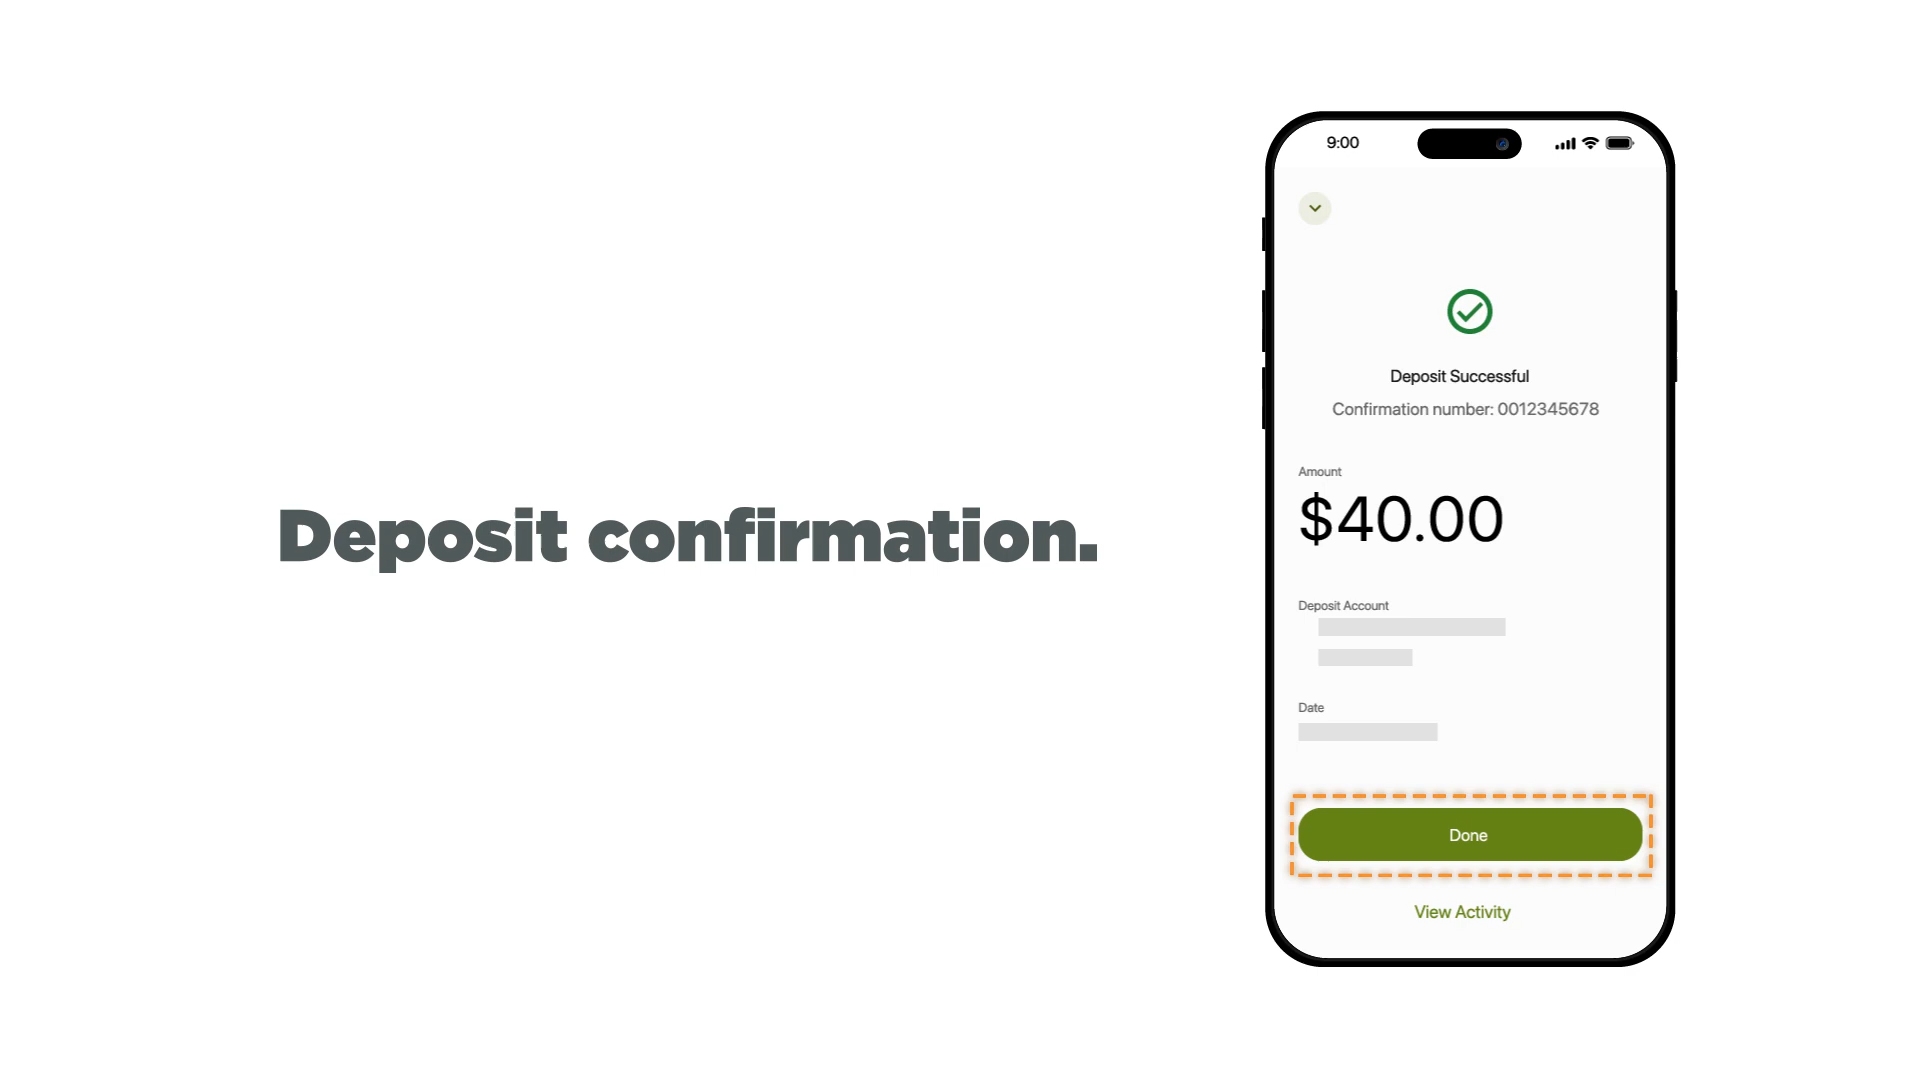 Deposit confirmation.
9:00
Deposit Successful
Confirmation number: 0012345678
Amount
$40.00
Deposit Account
Date
Done
View Activity